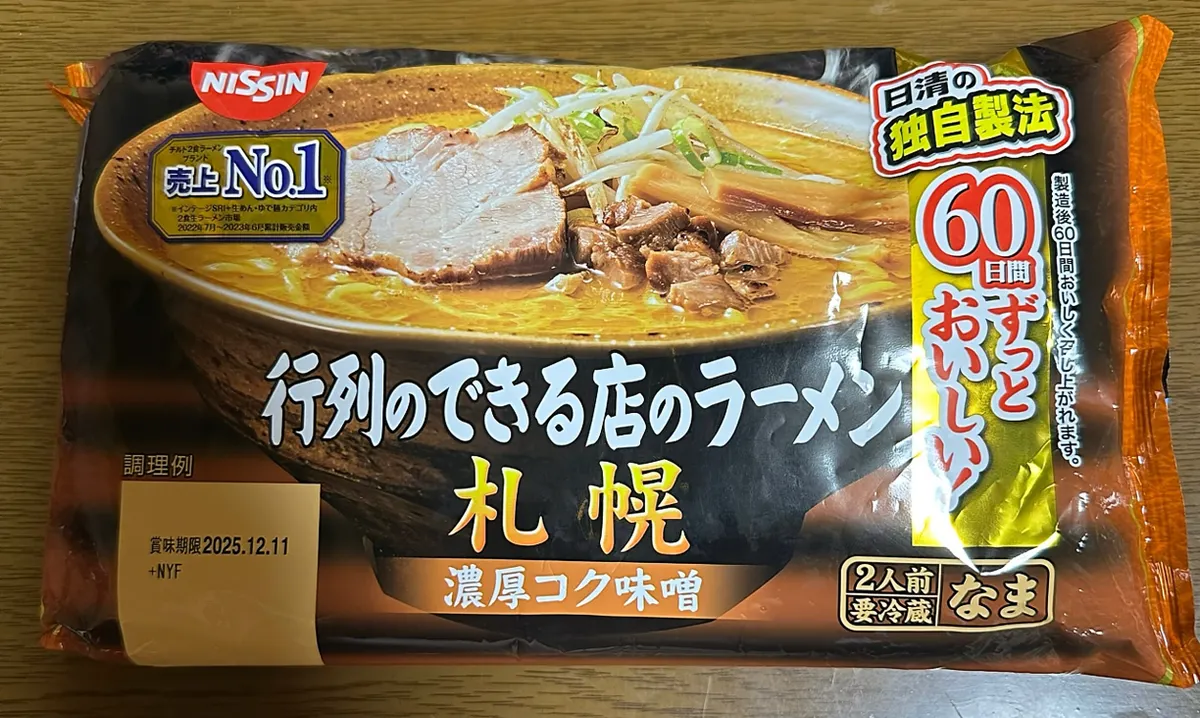 NISSIN
チルド2食ラーメン
ブランド
売上No.1※
※インテージSRI+生めん・ゆで麺カテゴリ内
2食生ラーメン市場
2022年7月～2023年6月累計販売金額
日清の
独自製法
60日間
ずっと
おいしい!
製造後60日間おいしく召し上がれます。
行列のできる店のラーメン
札幌
濃厚コク味噌
調理例
賞味期限2025.12.11
+NYF
2人前
要冷蔵
なま